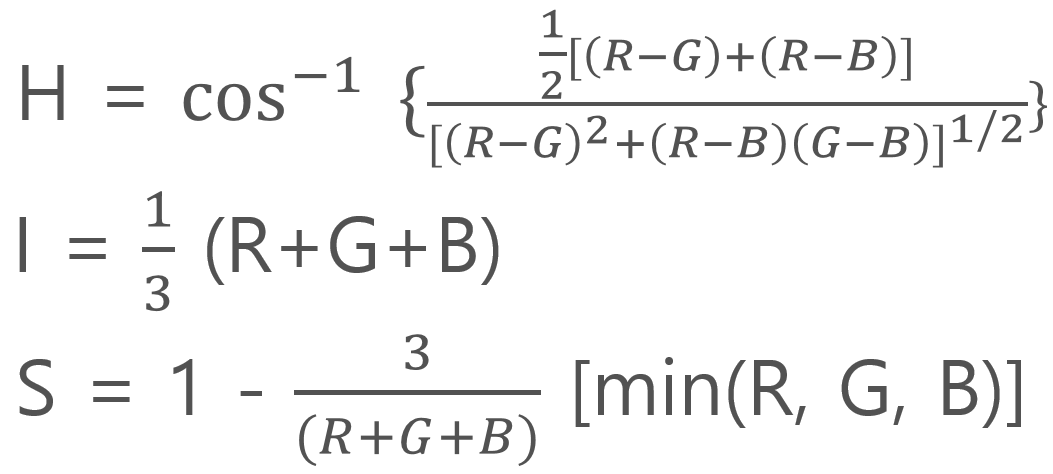 H = cos⁻¹ {½[(R−G)+(R−B)] / [(R−G)²+(R−B)(G−B)]^1/2}
I = 1/3 (R+G+B)
S = 1 - 3/(R+G+B) [min(R, G, B)]